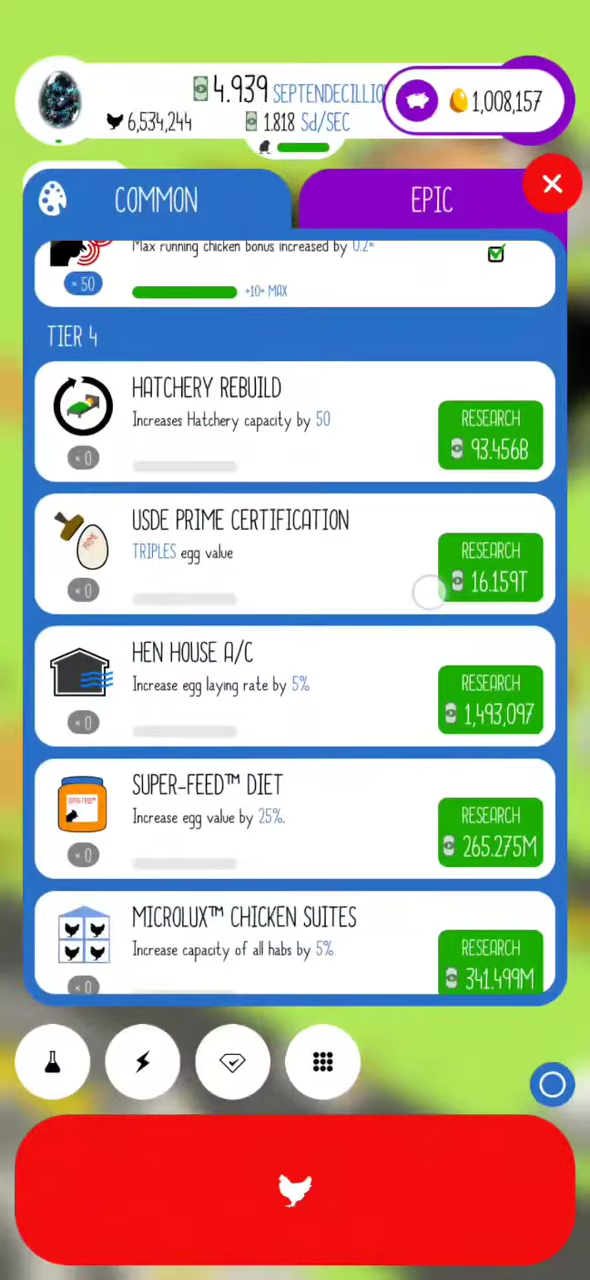 4.939 SEPTENDECILLIO
1,008,157
6,534,244
1.818 Sd/SEC
COMMON
EPIC
Max running chicken bonus increased by 0.2×
× 50
+10× MAX
TIER 4
HATCHERY REBUILD
Increases Hatchery capacity by 50
RESEARCH
93.456B
× 0
USDE PRIME CERTIFICATION
TRIPLES egg value
RESEARCH
16.159T
× 0
HEN HOUSE A/C
Increase egg laying rate by 5%
RESEARCH
1,493,097
× 0
SUPER-FEED™ DIET
Increase egg value by 25%.
RESEARCH
265.275M
× 0
MICROLUX™ CHICKEN SUITES
Increase capacity of all habs by 5%.
RESEARCH
341.499M
× 0